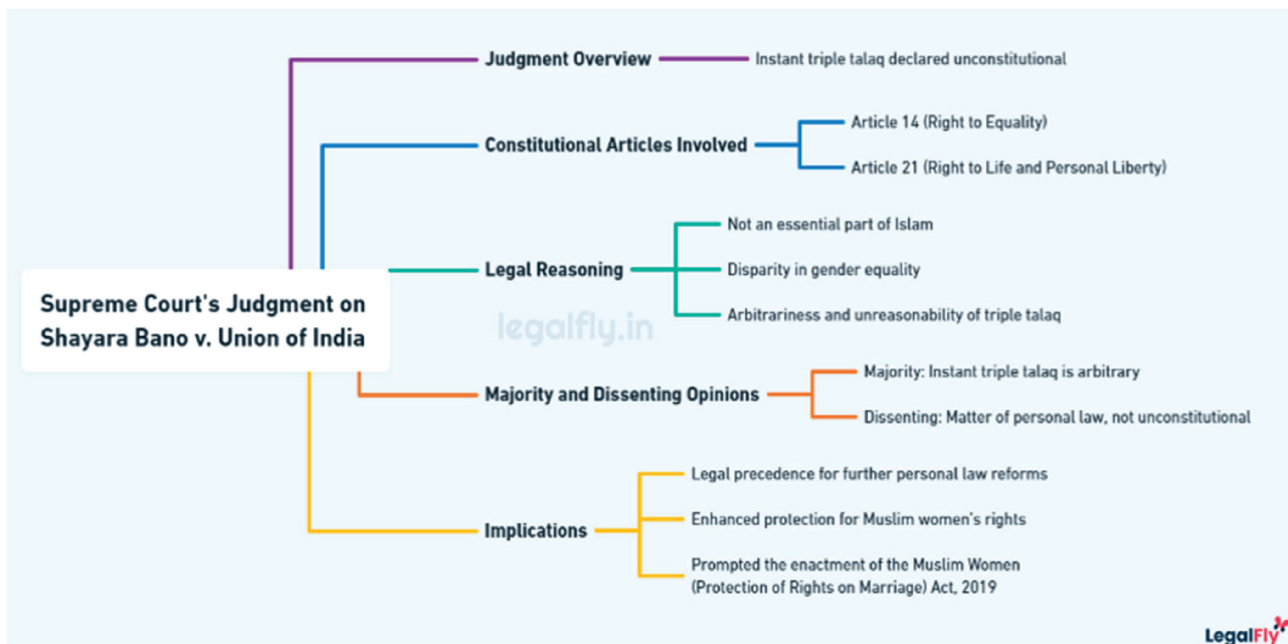 Supreme Court's Judgment on
Shayara Bano v. Union of India
Judgment Overview
Instant triple talaq declared unconstitutional
Constitutional Articles Involved
Article 14 (Right to Equality)
Article 21 (Right to Life and Personal Liberty)
Legal Reasoning
Not an essential part of Islam
Disparity in gender equality
Arbitrariness and unreasonability of triple talaq
legalfly.in
Majority and Dissenting Opinions
Majority: Instant triple talaq is arbitrary
Dissenting: Matter of personal law, not unconstitutional
Implications
Legal precedence for further personal law reforms
Enhanced protection for Muslim women's rights
Prompted the enactment of the Muslim Women
(Protection of Rights on Marriage) Act, 2019
LegalFly